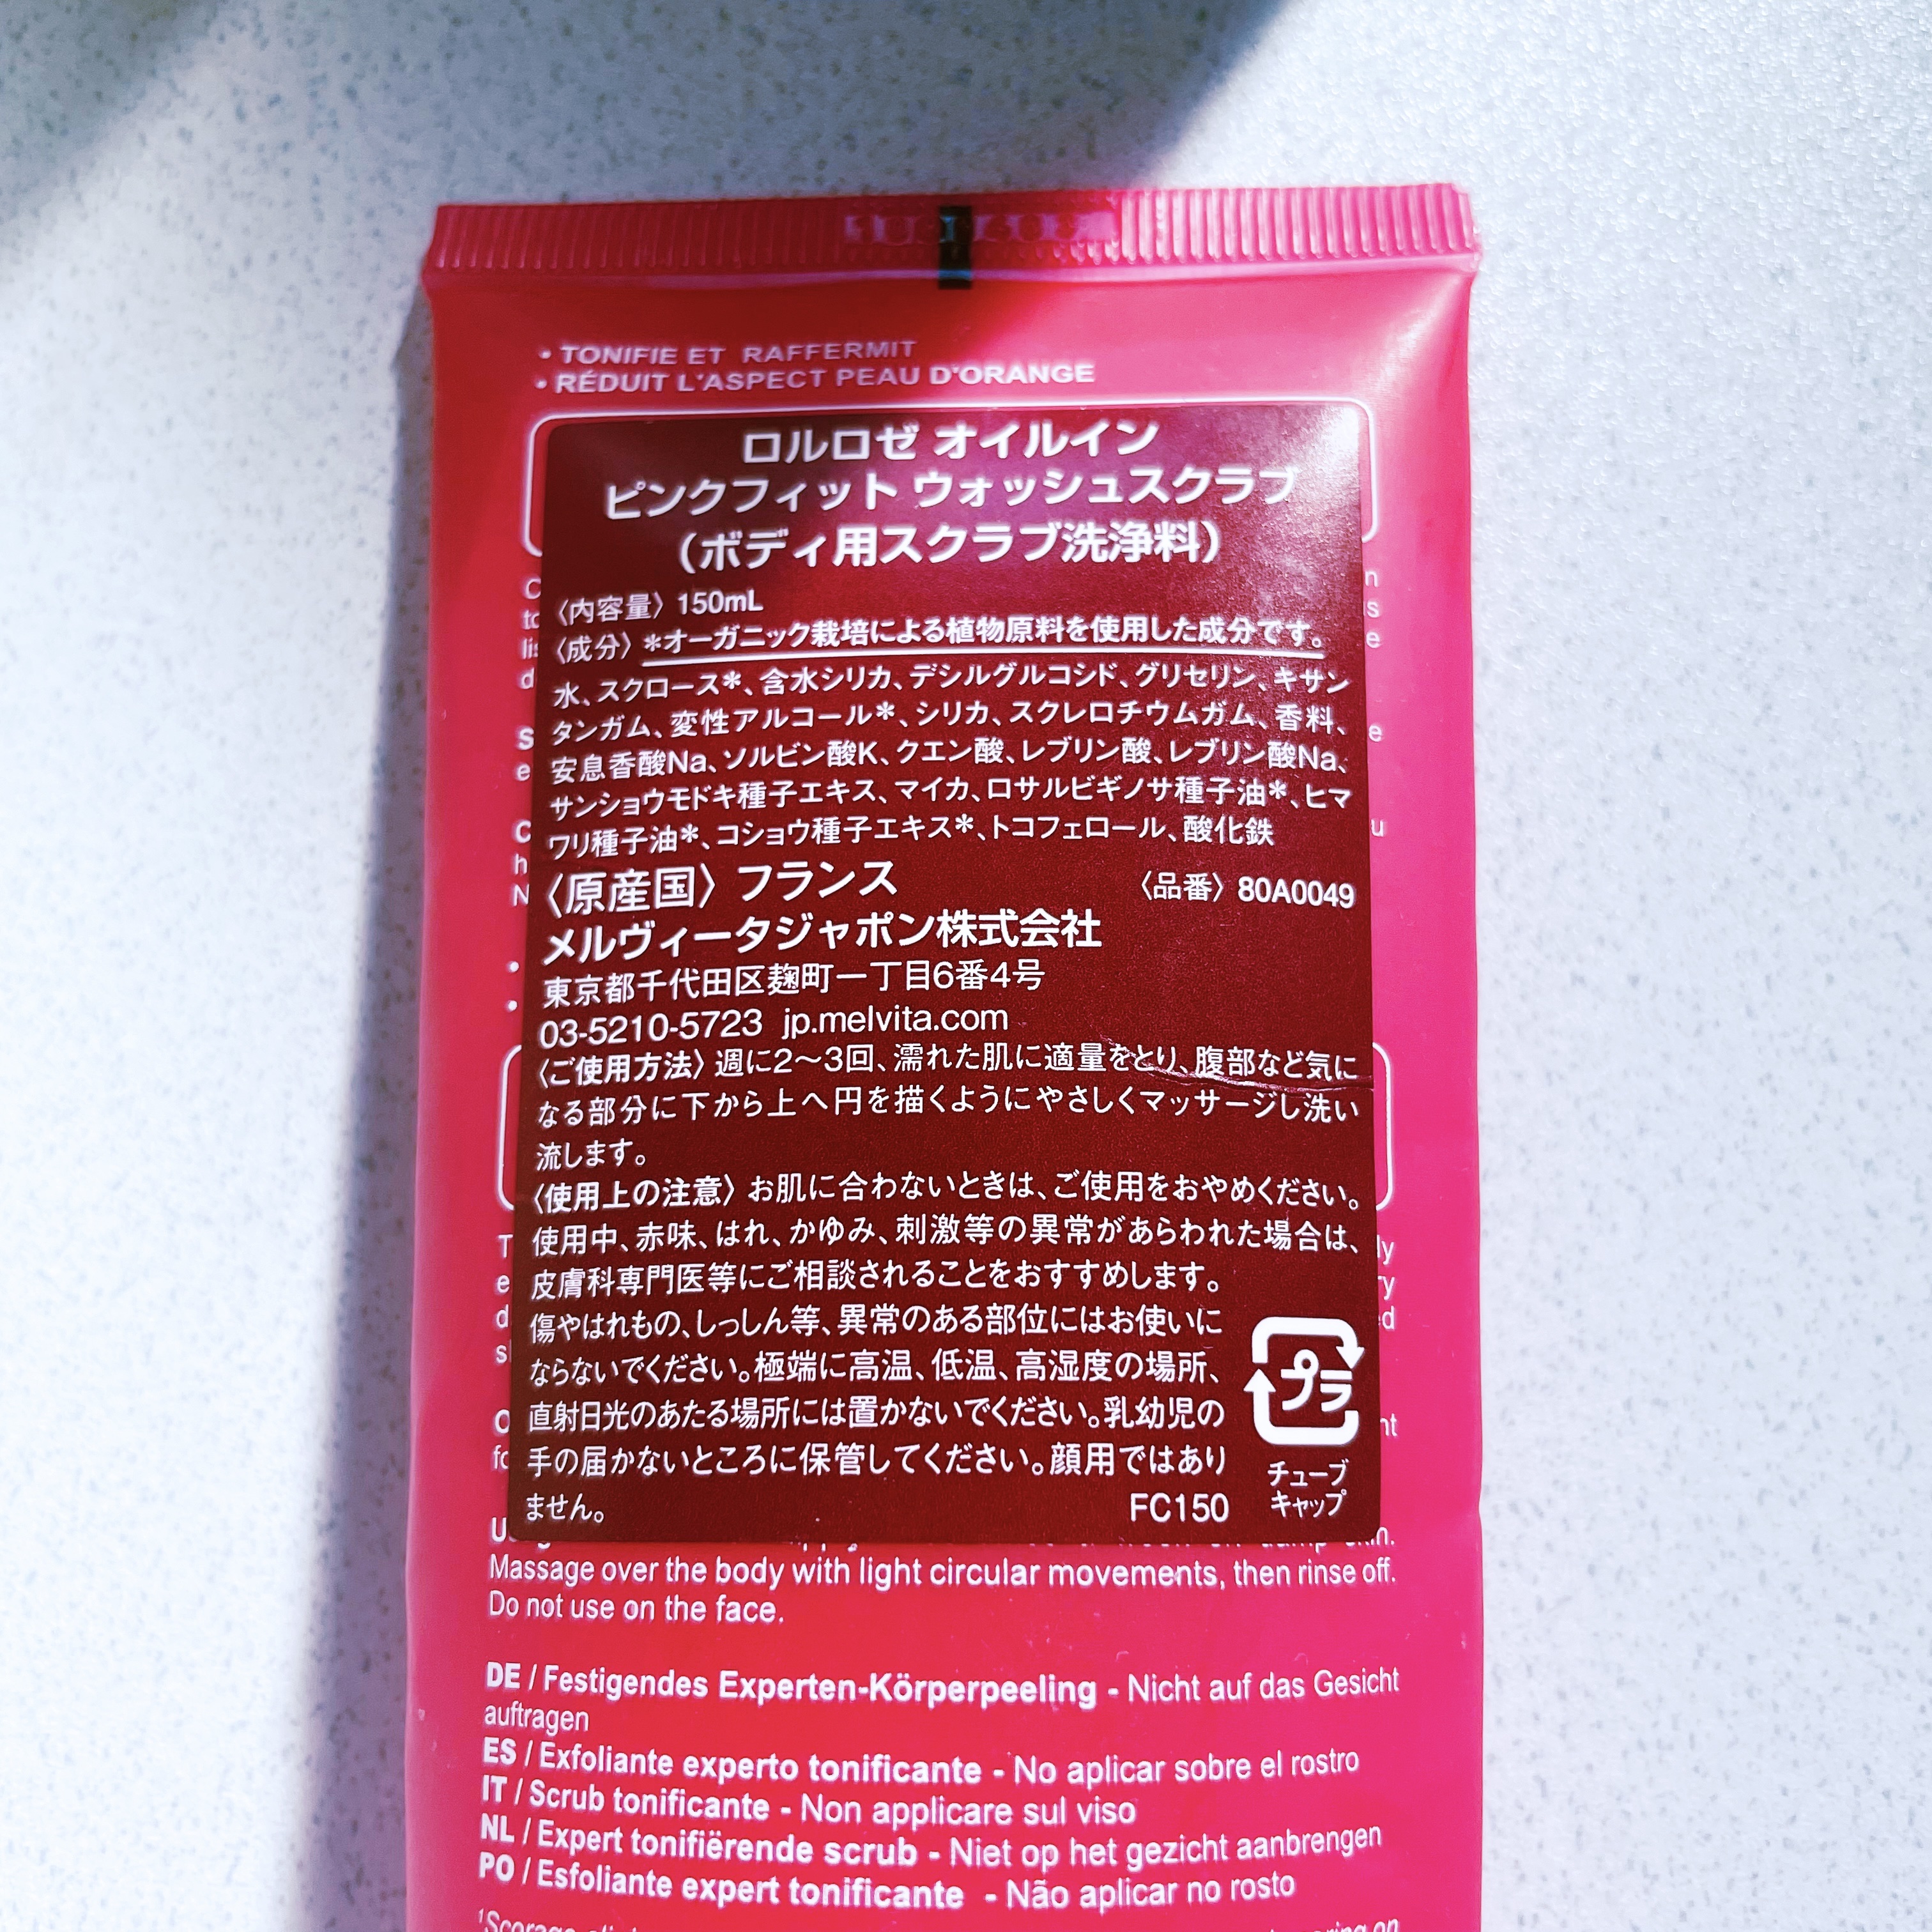 • TONIFIE ET RAFFERMIT
• RÉDUIT L'ASPECT PEAU D'ORANGE
ロルロゼ オイルイン
ピンクフィット ウォッシュスクラブ
（ボディ用スクラブ洗浄料）
〈内容量〉 150mL
〈成分〉＊オーガニック栽培による植物原料を使用した成分です。
水、スクロース＊、含水シリカ、デシルグルコシド、グリセリン、キサン
タンガム、変性アルコール＊、シリカ、スクレロチウムガム、香料、
安息香酸Na、ソルビン酸K、クエン酸、レブリン酸、レブリン酸Na、
サンショウモドキ種子エキス、マイカ、ロサルビギノサ種子油＊、ヒマ
ワリ種子油＊、コショウ種子エキス＊、トコフェロール、酸化鉄
〈原産国〉 フランス 〈品番〉 80A0049
メルヴィータジャポン株式会社
東京都千代田区麹町一丁目6番4号
03-5210-5723 jp.melvita.com
〈ご使用方法〉 週に2〜3回、濡れた肌に適量をとり、腹部など気に
なる部分に下から上へ円を描くようにやさしくマッサージし洗い
流します。
〈使用上の注意〉 お肌に合わないときは、ご使用をおやめください。
使用中、赤味、はれ、かゆみ、刺激等の異常があらわれた場合は、
皮膚科専門医等にご相談されることをおすすめします。
傷やはれもの、しっしん等、異常のある部位にはお使いに
ならないでください。極端に高温、低温、高湿度の場所、
直射日光のあたる場所には置かないでください。乳幼児の
手の届かないところに保管してください。顔用ではあり
ません。 FC150
プラ
チューブ
キャップ
Massage over the body with light circular movements, then rinse off.
Do not use on the face.
DE / Festigendes Experten-Körperpeeling - Nicht auf das Gesicht
auftragen
ES / Exfoliante experto tonificante - No aplicar sobre el rostro
IT / Scrub tonificante - Non applicare sul viso
NL / Expert tonifiërende scrub - Niet op het gezicht aanbrengen
PO / Esfoliante expert tonificante - Não aplicar no rosto